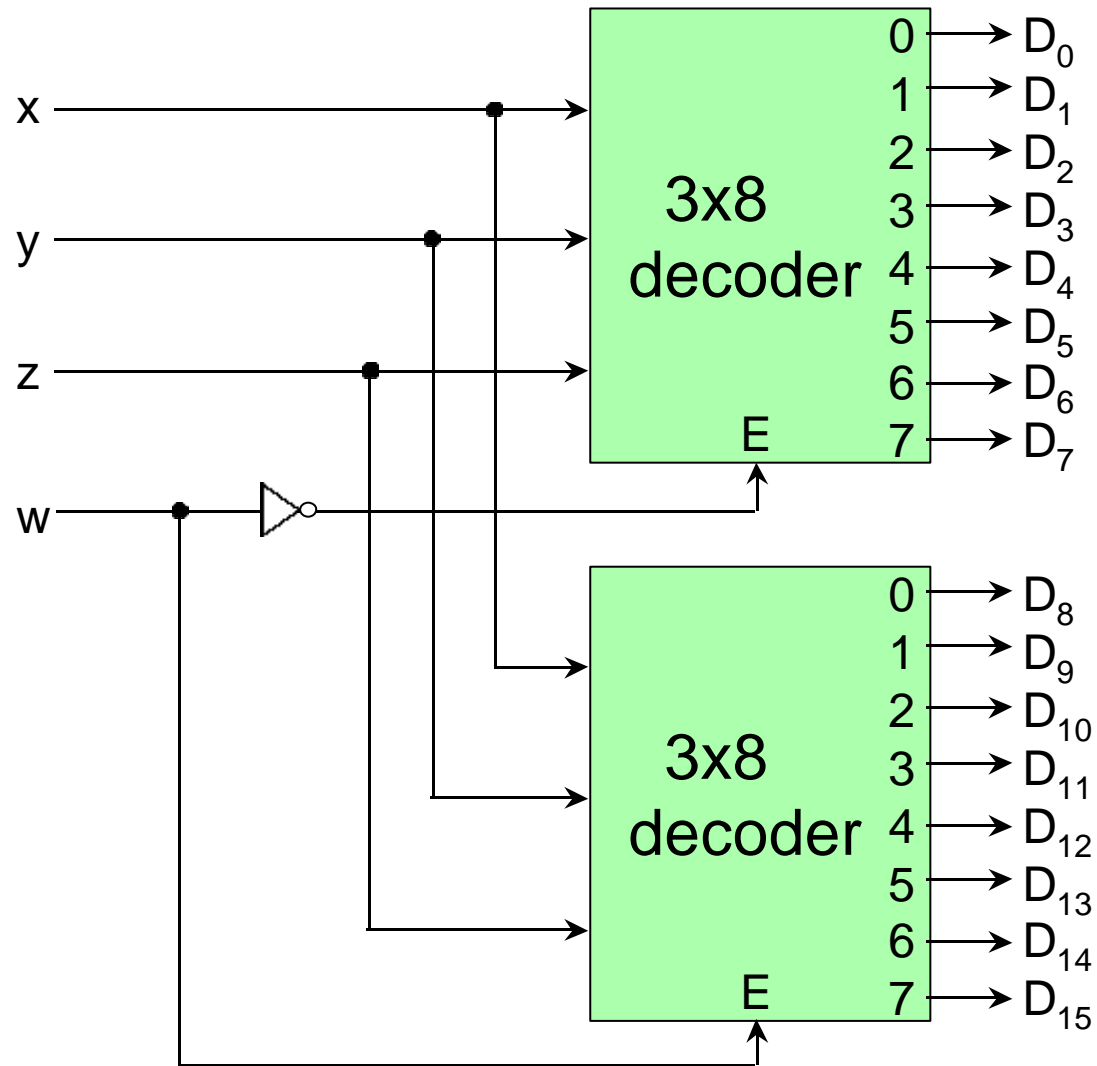 x
y
z
w
3x8
decoder
E
0 D₀
1 D₁
2 D₂
3 D₃
4 D₄
5 D₅
6 D₆
7 D₇
3x8
decoder
E
0 D₈
1 D₉
2 D₁₀
3 D₁₁
4 D₁₂
5 D₁₃
6 D₁₄
7 D₁₅